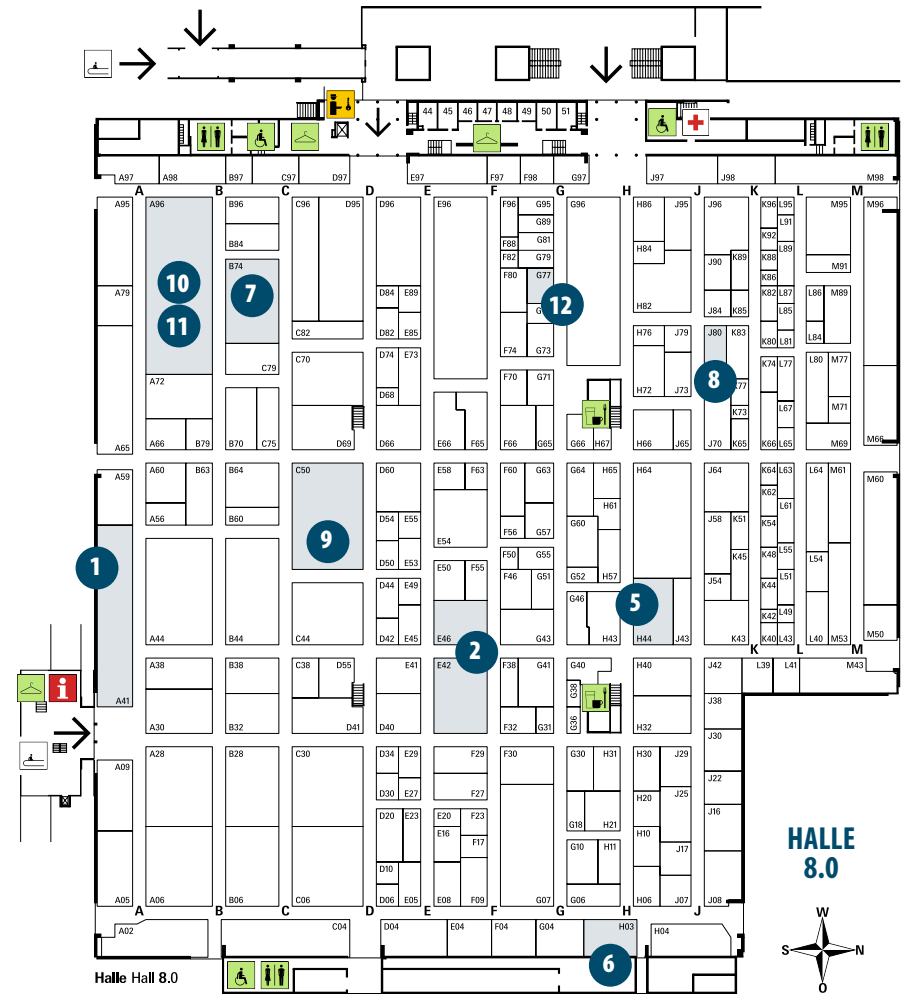 44 45 46 47 48 49 50 51
A97 A98 B97 C97 D97 E97 F97 F98 G97 J97 J98 M98
A B C D E F G H J K L M
A95 A96 B96 C96 D95 D96 E96 F96 G95 G96 H86 J95 J96 K96 L95 M95 M96
G89 L91
K92
B84 F88 G81 H84 L89
F82 G79 J90 K89 K88
B74 F80 G77 K86 M91
A79 10 7 D84 E89 12 K82 L87 L86 M89
H82 J84 K85 L85
11 C82 D82 E85 H76 J79 J80 K83 K80 L81 L84
C79 C70 D74 E73 F74 G73 K74 L77 L80 M77
A72 D68 F70 G71 H72 J73 8 K77
K73 L67 M71
A65 A66 B79 B70 C75 D69 D66 E66 F65 F66 G65 G66 H67 H66 J65 J70 K65 K66 L65 M69 M66
A59 A60 B63 B64 C50 D60 E58 F63 F60 G63 G64 H65 H64 J64 K64 L63 L64 M61 M60
K62
A56 B60 D54 E55 H61 J58 K51 L61
9 E54 F56 G57 G60 K54
1 D50 E53 E50 F55 F50 G55 G52 H57 K45 K48 L55 L54
D44 E49 F46 G51 J54 K44 L51
5 G46
K42 L49
A44 B44 C44 D42 E45 E46 G43 H43 H44 J43 K43 K40 L43 L40 M53 M50
2 K L M
A38 B38 C38 D55 E41 E42 F38 G41 G40 H40 J42 L39 L41 M43
G38
A41 J38
A30 B32 D41 D40 F32 G31 G36 H32 J30
A28 B28 C30 D34 E29 F29 F30 G30 H31 H30 J29
A09 J22
D30 E27 F27 H20 J25
D20 E23 E20 F23 G18 H21 J16
E16 H10
F17 G10 H11 J17
D10
A05 A06 B06 C06 D06 E05 E08 F09 G07 G06 H06 J07 J08
A B C D E F G H J
A02 C04 D04 E04 F04 G04 H03 H04
6
HALLE
8.0
W
S N
O
Halle Hall 8.0